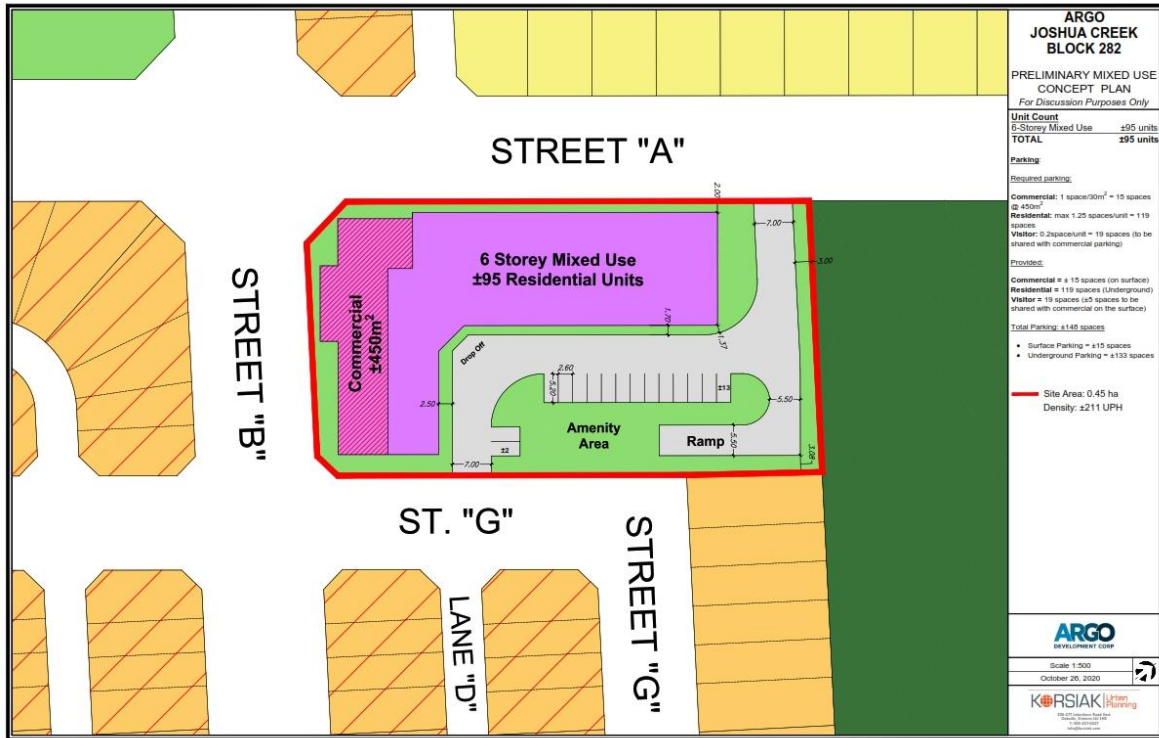 STREET "A"
STREET "B"
ST. "G"
STREET "G"
LANE "D"
6 Storey Mixed Use
±95 Residential Units
Commercial
±450m²
Drop Off
Amenity
Area
Ramp
2.00
7.00
3.00
1.70
1.37
2.60
5.20
±13
5.50
2.50
±2
5.50
7.00
3.08
ARGO
JOSHUA CREEK
BLOCK 282
PRELIMINARY MIXED USE
CONCEPT PLAN
For Discussion Purposes Only
Unit Count
6-Storey Mixed Use ±95 units
TOTAL ±95 units
Parking:
Required parking:
Commercial: 1 space/30m² = 15 spaces
@ 450m²
Residential: max 1.25 spaces/unit = 119
spaces
Visitor: 0.2space/unit = 19 spaces (to be
shared with commercial parking)
Provided:
Commercial = ± 15 spaces (on surface)
Residential = 119 spaces (Underground)
Visitor = 19 spaces (±5 spaces to be
shared with commercial on the surface)
Total Parking: ±148 spaces
• Surface Parking = ±15 spaces
• Underground Parking = ±133 spaces
Site Area: 0.45 ha
Density: ±211 UPH
ARGO
DEVELOPMENT CORP
Scale 1:500
October 26, 2020
KORSIAK Urban
Planning